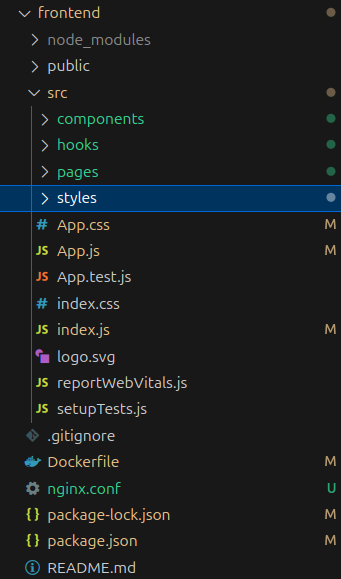 frontend
node_modules
public
src
components
hooks
pages
styles
# App.css M
JS App.js M
JS App.test.js
# index.css
JS index.js M
logo.svg
JS reportWebVitals.js
JS setupTests.js
.gitignore
Dockerfile M
nginx.conf U
{} package-lock.json M
{} package.json M
README.md